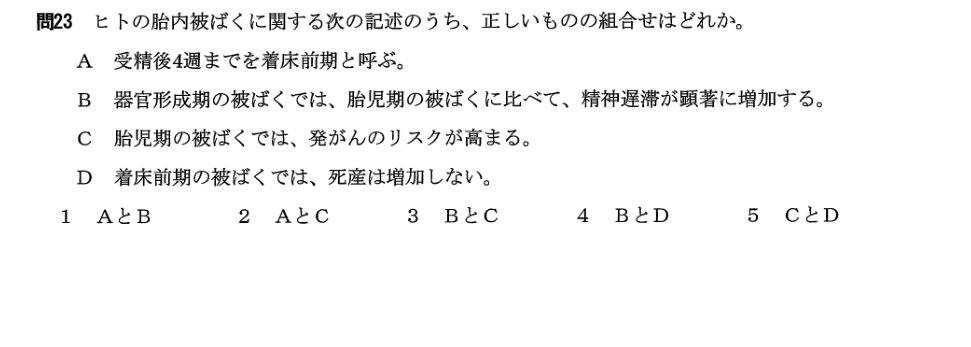 問23 ヒトの胎内被ばくに関する次の記述のうち、正しいものの組合せはどれか。
A 受精後4週までを着床前期と呼ぶ。
B 器官形成期の被ばくでは、胎児期の被ばくに比べて、精神遅滞が顕著に増加する。
C 胎児期の被ばくでは、発がんのリスクが高まる。
D 着床前期の被ばくでは、死産は増加しない。
1 AとB 2 AとC 3 BとC 4 BとD 5 CとD